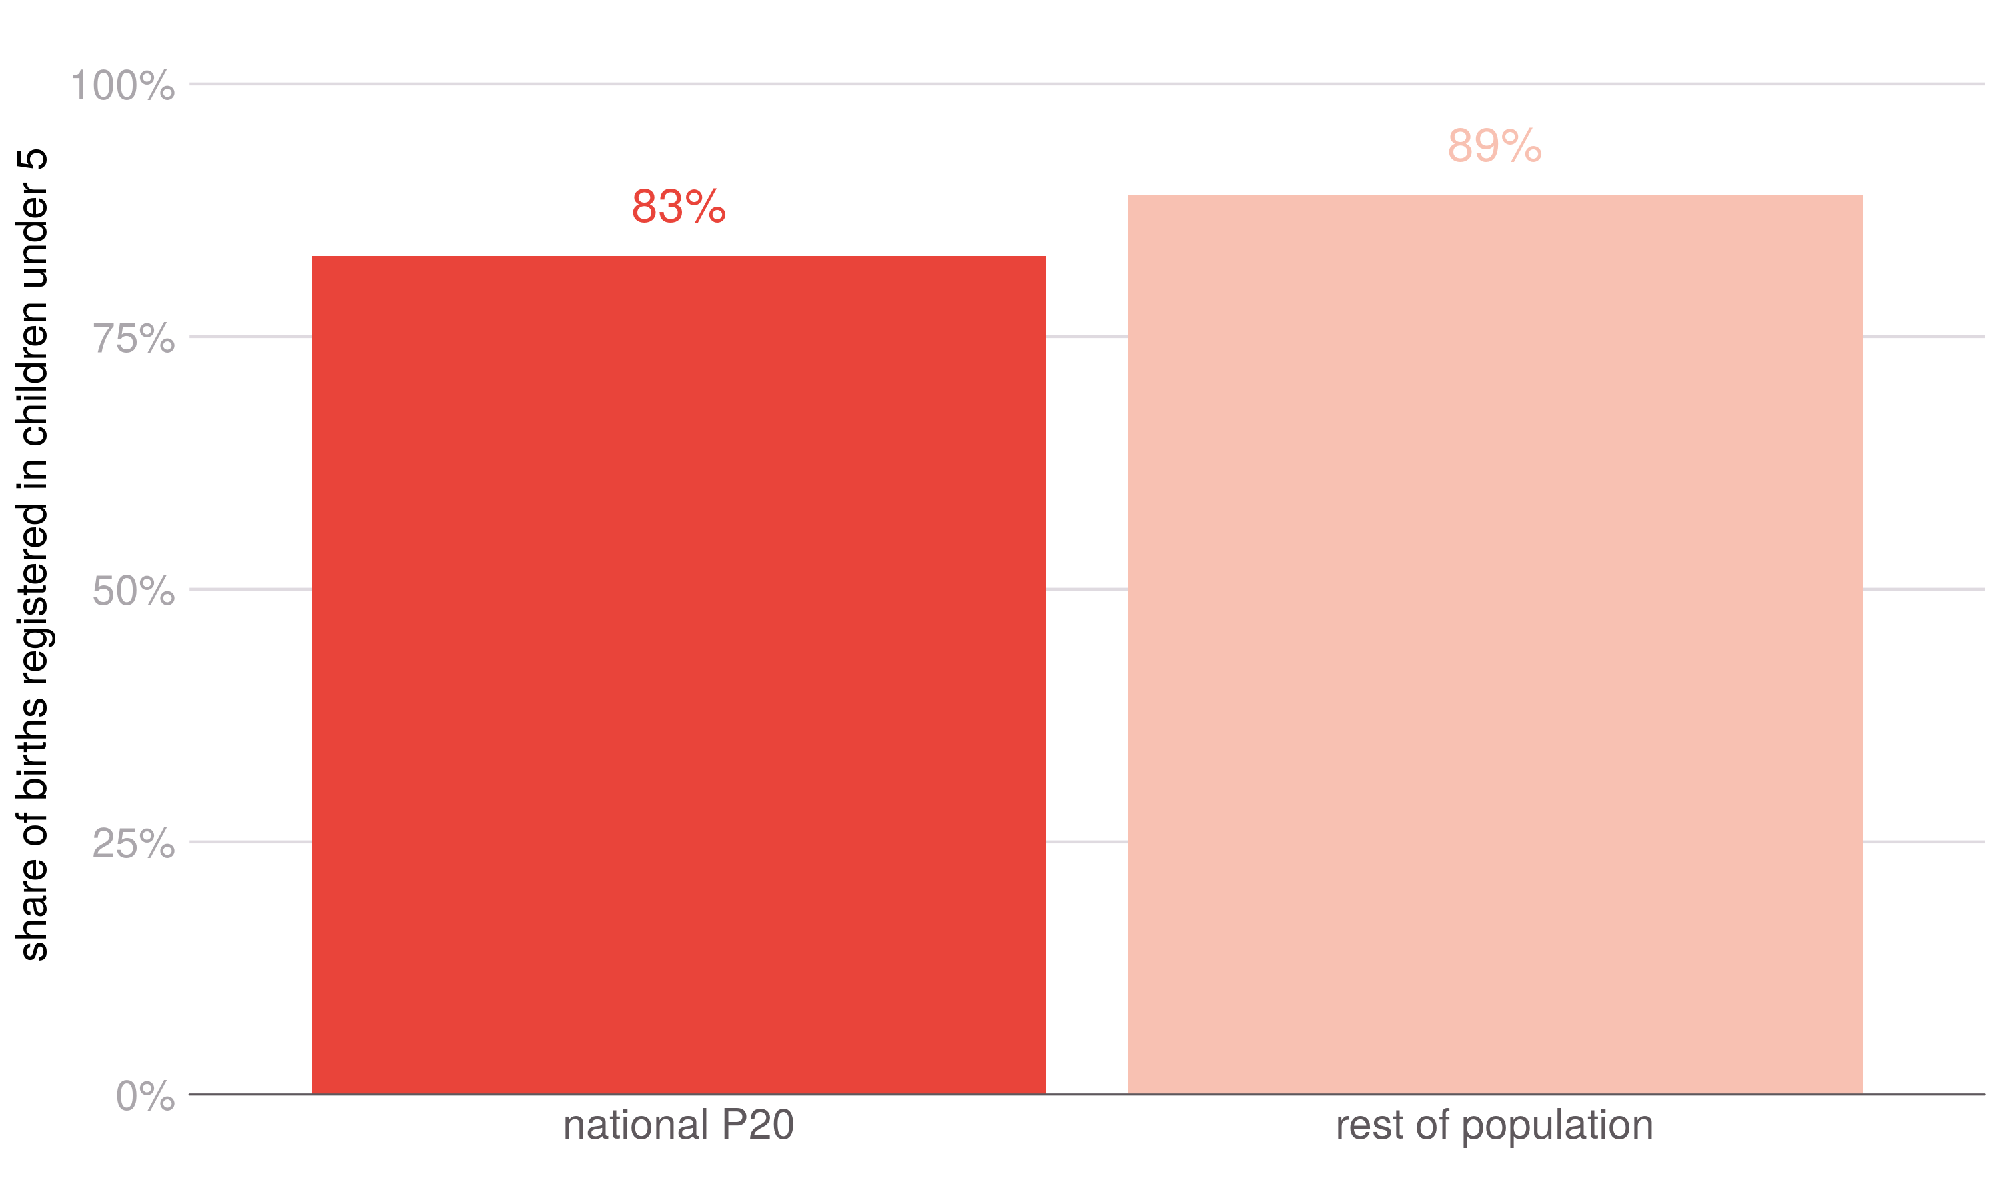 share of births registered in children under 5
100%
75%
50%
25%
0%
83%
89%
national P20
rest of population